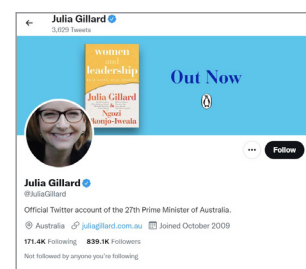 Julia Gillard
3,629 Tweets
women
and
leadership
Julia Gillard
&
Ngozi
Okonjo-Iweala
Out Now
Follow
Julia Gillard
@JuliaGillard
Official Twitter account of the 27th Prime Minister of Australia.
Australia juliagillard.com.au Joined October 2009
171.4K Following 839.1K Followers
Not followed by anyone you're following